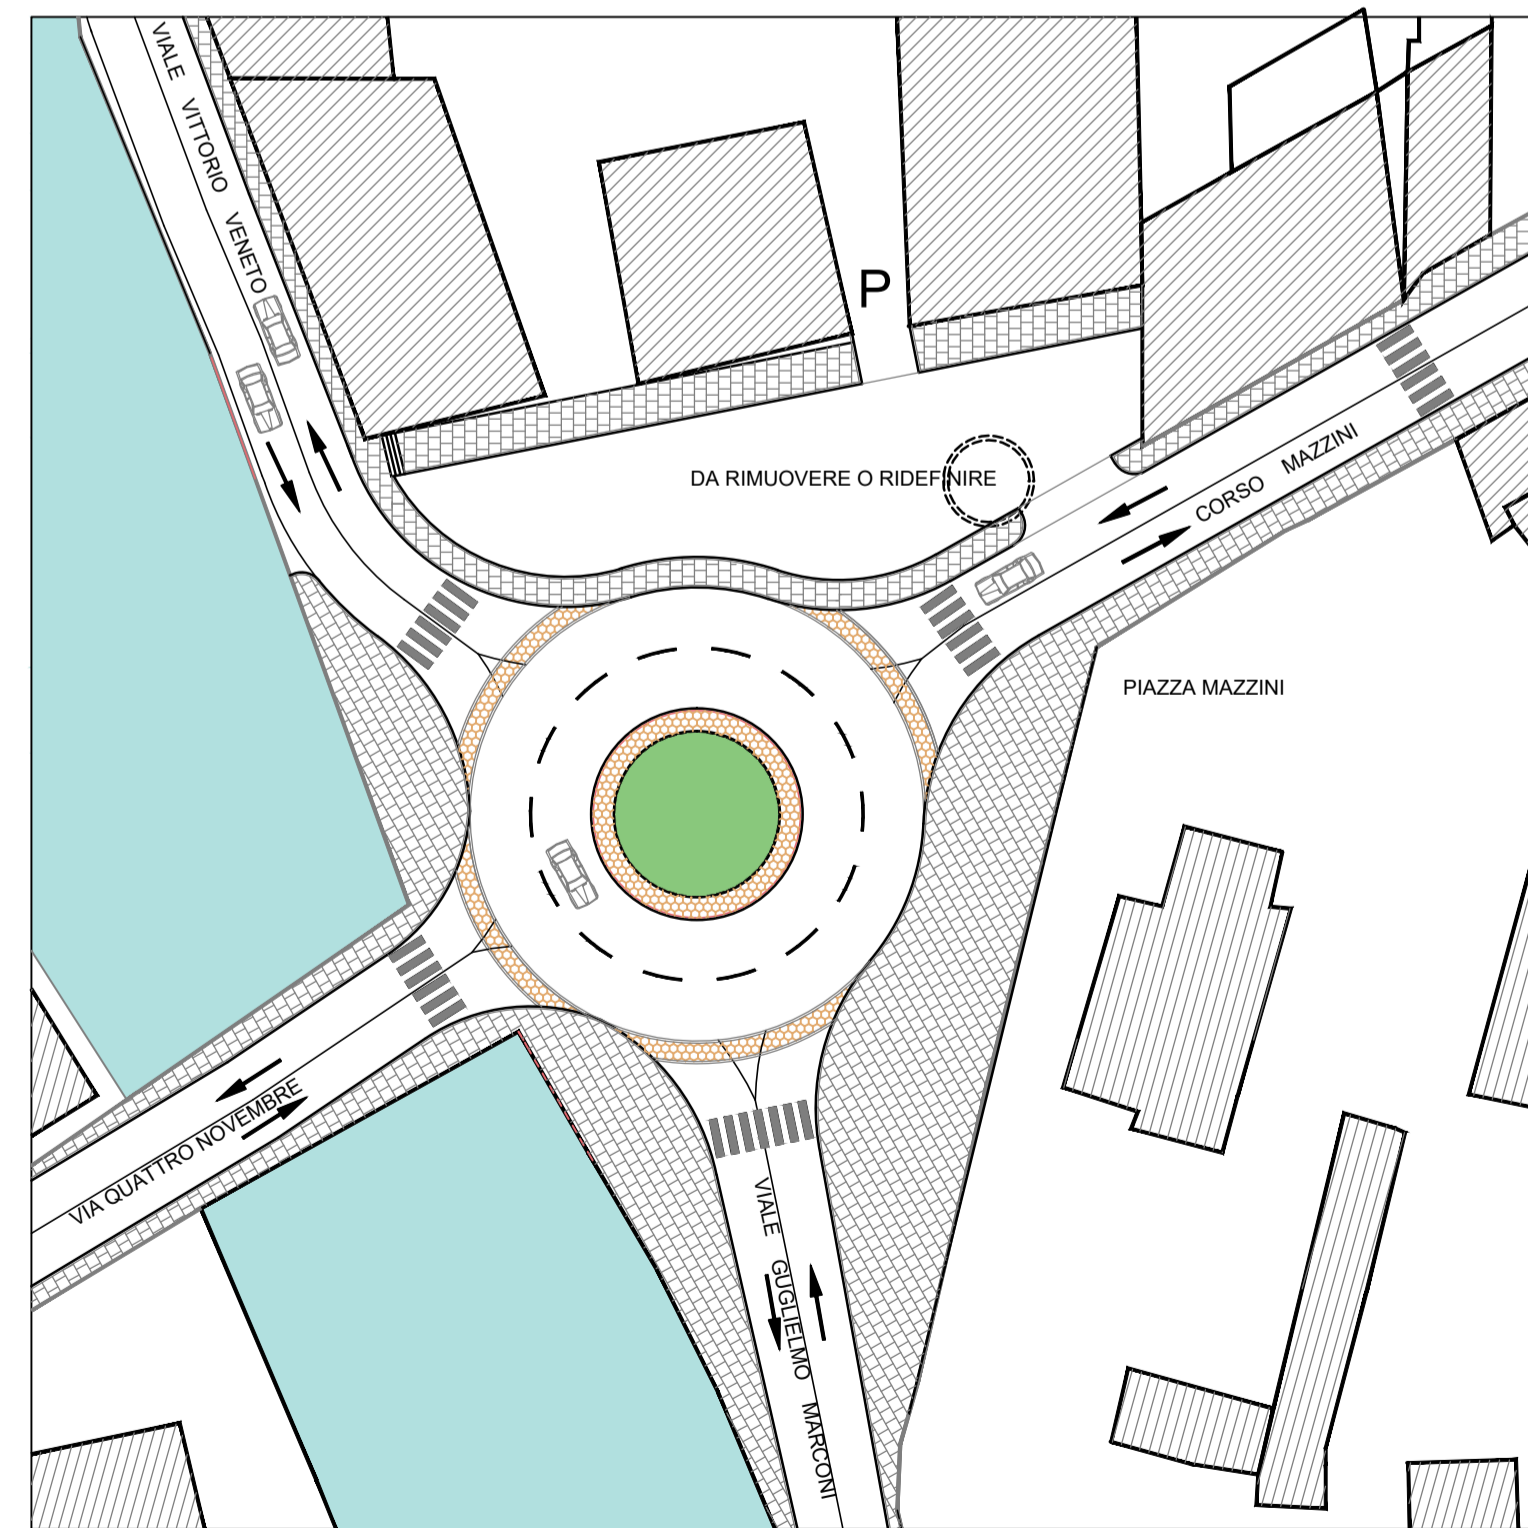 VIALE VITTORIO VENETO
P
DA RIMUOVERE O RIDEFINIRE
CORSO MAZZINI
PIAZZA MAZZINI
VIA QUATTRO NOVEMBRE
VIALE GUGLIELMO MARCONI